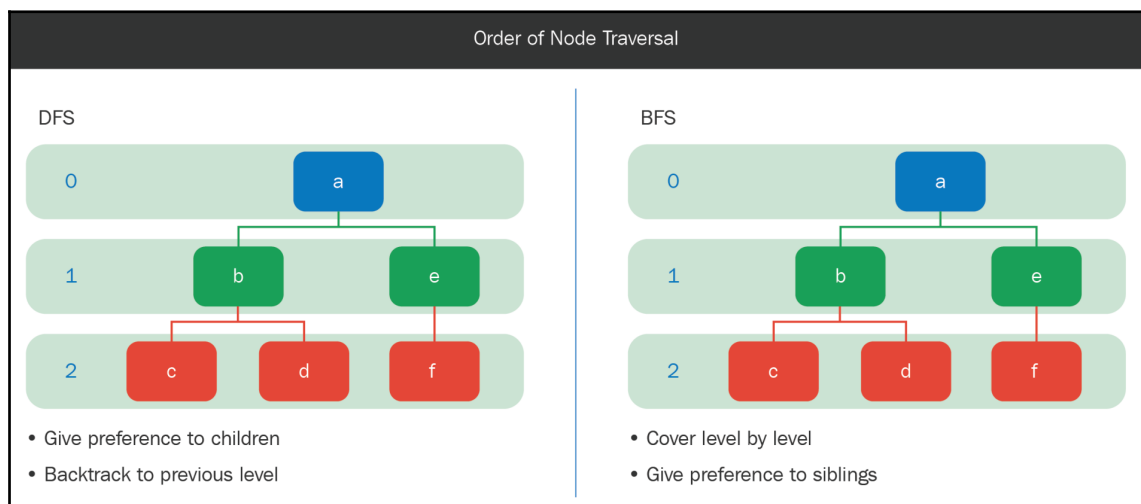 Order of Node Traversal
DFS
0
a
1
b
e
2
c
d
f
• Give preference to children
• Backtrack to previous level
BFS
0
a
1
b
e
2
c
d
f
• Cover level by level
• Give preference to siblings